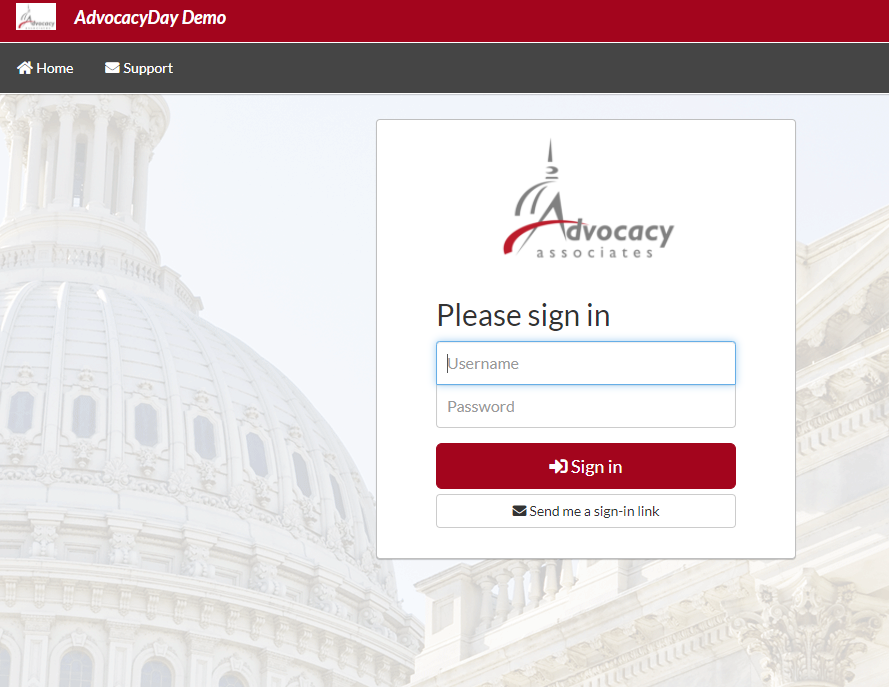 AdvocacyDay Demo
Home Support
Advocacy
associates
Please sign in
Username
Password
Sign in
Send me a sign-in link